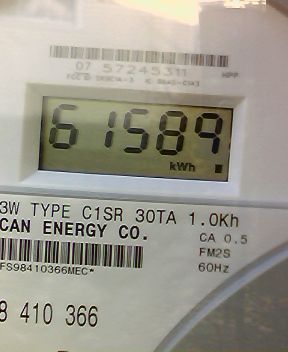 07 57245311 HPP
61589
kWh
3W TYPE C1SR 30TA 1.0Kh
CAN ENERGY CO. CA 0.5
FM2S
FS98410366MEC* 60Hz
8 410 366